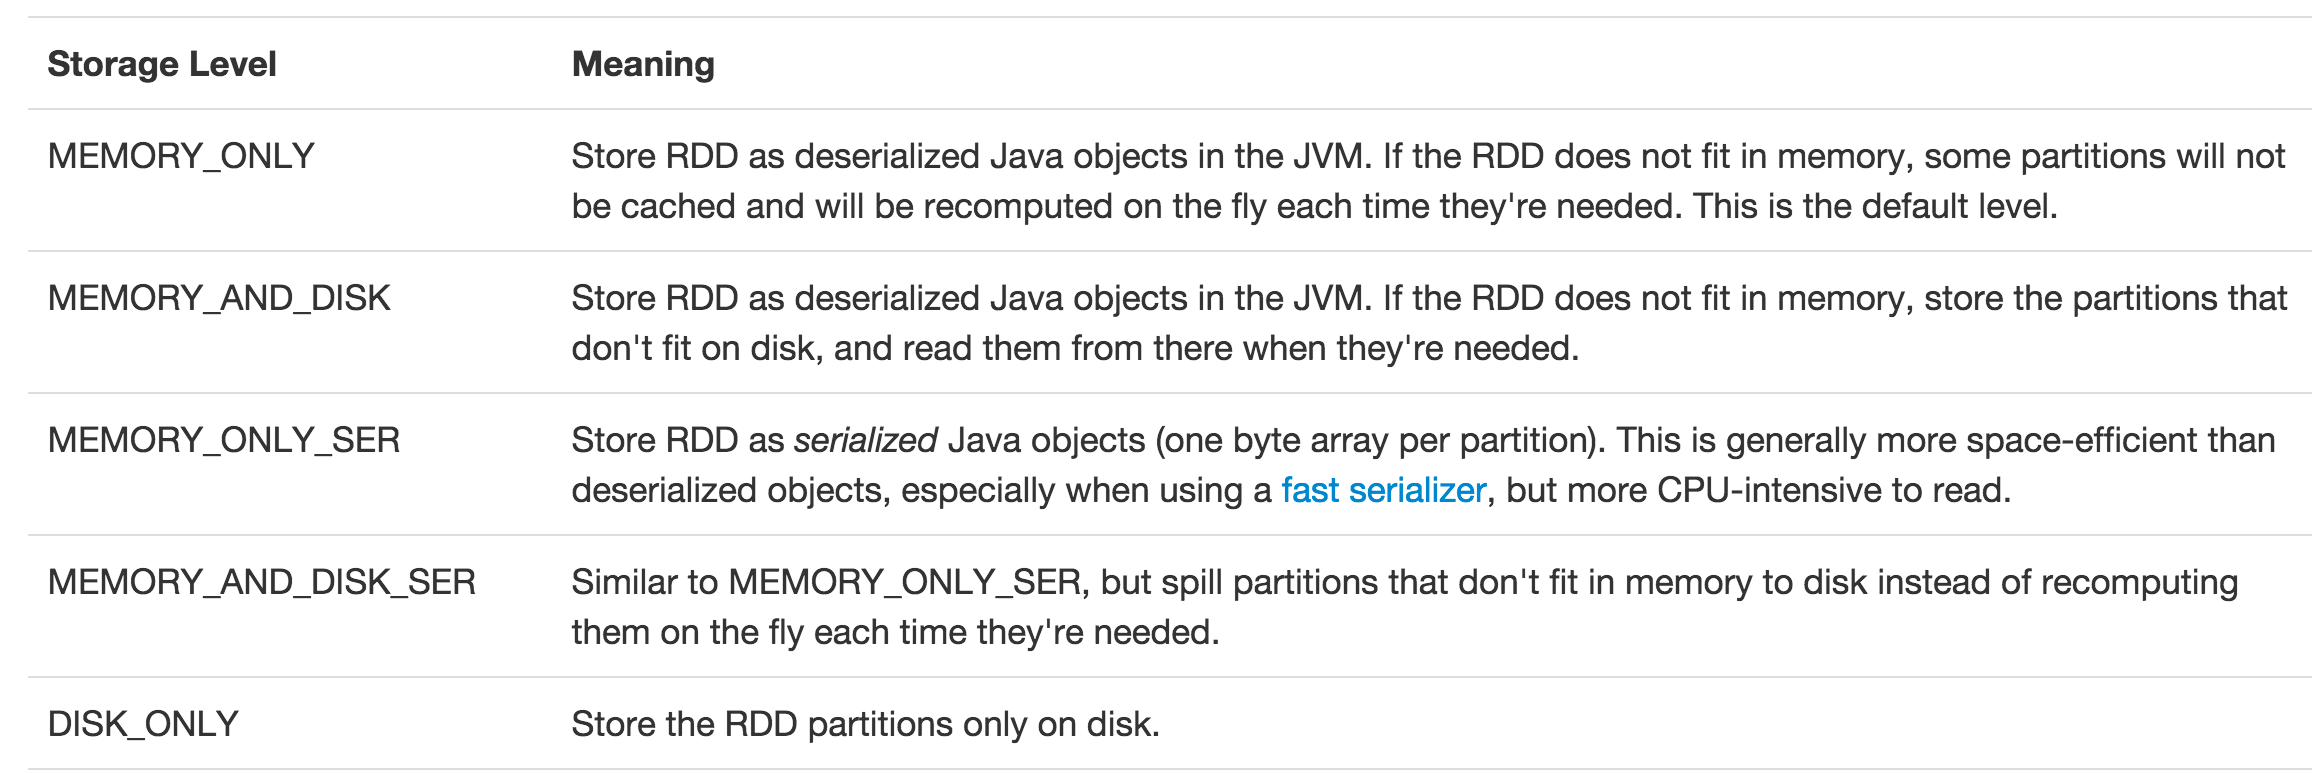 Storage Level Meaning
MEMORY_ONLY Store RDD as deserialized Java objects in the JVM. If the RDD does not fit in memory, some partitions will not
be cached and will be recomputed on the fly each time they're needed. This is the default level.
MEMORY_AND_DISK Store RDD as deserialized Java objects in the JVM. If the RDD does not fit in memory, store the partitions that
don't fit on disk, and read them from there when they're needed.
MEMORY_ONLY_SER Store RDD as serialized Java objects (one byte array per partition). This is generally more space-efficient than
deserialized objects, especially when using a fast serializer, but more CPU-intensive to read.
MEMORY_AND_DISK_SER Similar to MEMORY_ONLY_SER, but spill partitions that don't fit in memory to disk instead of recomputing
them on the fly each time they're needed.
DISK_ONLY Store the RDD partitions only on disk.